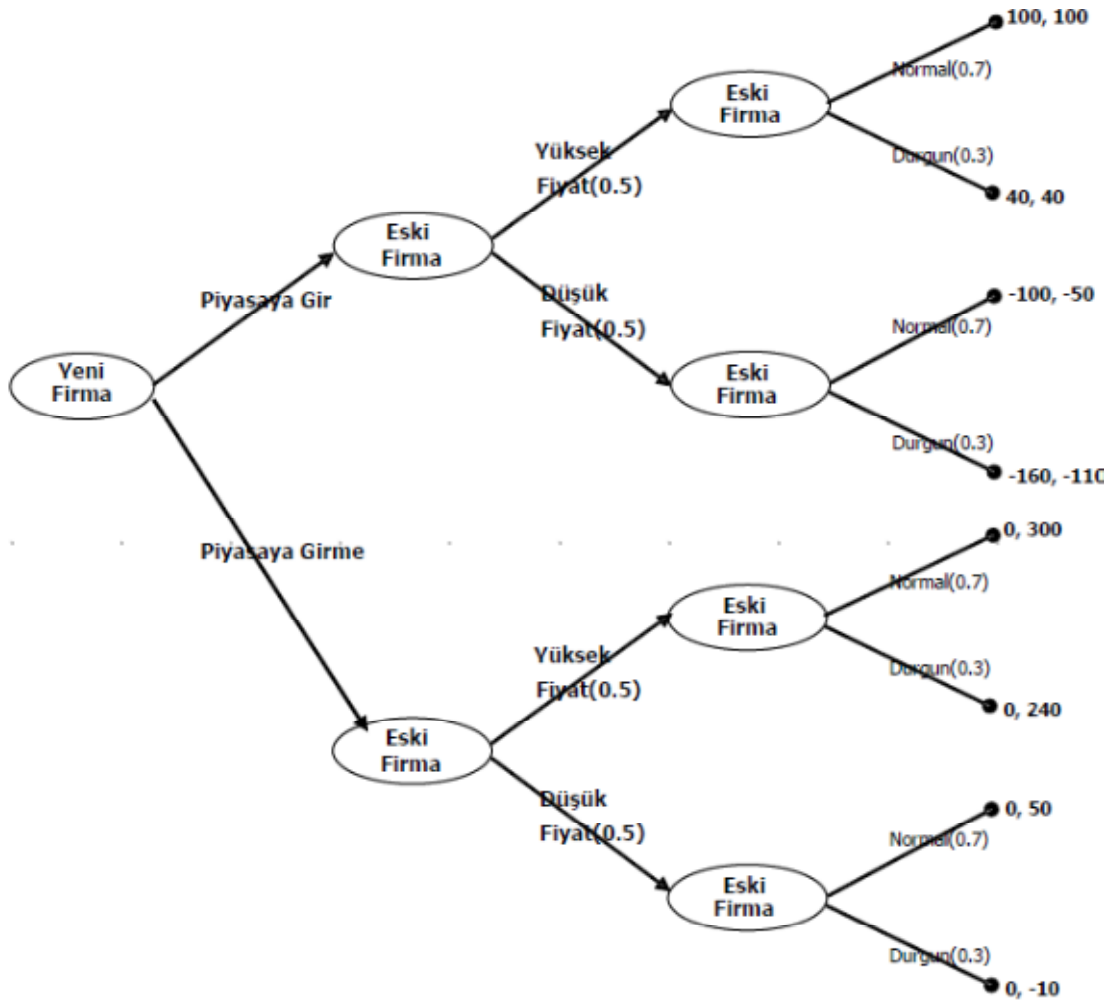 100, 100
Normal(0.7)
Eski
Firma
Yüksek
Fiyat(0.5)
Durgun(0.3)
40, 40
Eski
Firma
Piyasaya Gir
Düşük
Fiyat(0.5)
-100, -50
Normal(0.7)
Yeni
Firma
Eski
Firma
Durgun(0.3)
-160, -110
Piyasaya Girme
0, 300
Normal(0.7)
Eski
Firma
Yüksek
Fiyat(0.5)
Durgun(0.3)
0, 240
Eski
Firma
Düşük
Fiyat(0.5)
0, 50
Normal(0.7)
Eski
Firma
Durgun(0.3)
0, -10